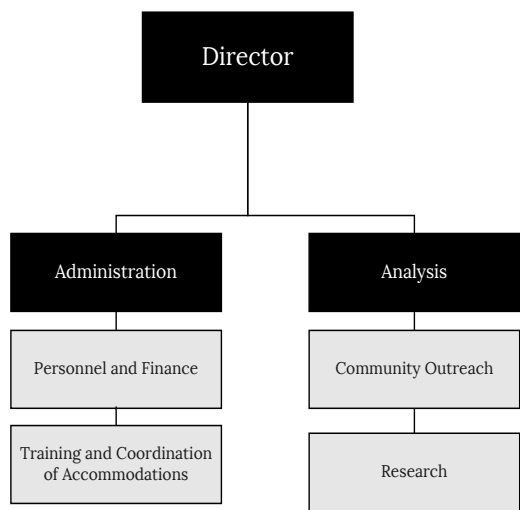 Director
Administration
Analysis
Personnel and Finance
Community Outreach
Training and Coordination
of Accommodations
Research